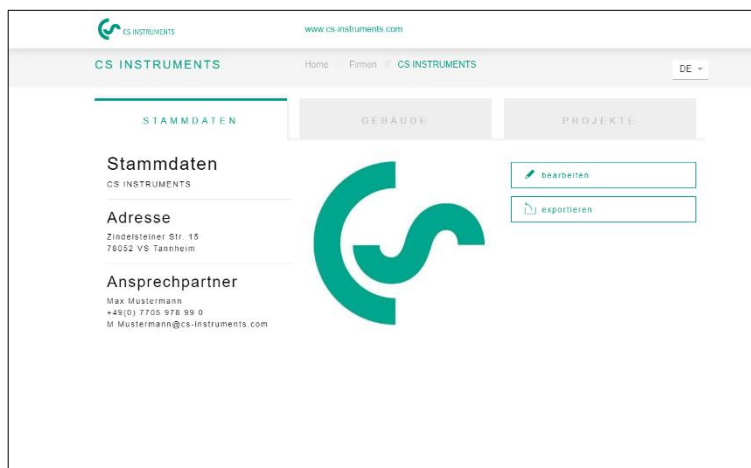 CS INSTRUMENTS
www.cs-instruments.com
CS INSTRUMENTS
Home // Firmen // CS INSTRUMENTS
DE
STAMMDATEN
GEBÄUDE
PROJEKTE
Stammdaten
CS INSTRUMENTS
Adresse
Zindelsteiner Str. 15
78052 VS Tannheim
Ansprechpartner
Max Mustermann
+49(0) 7705 978 99 0
M Mustermann@cs-instruments.com
bearbeiten
exportieren